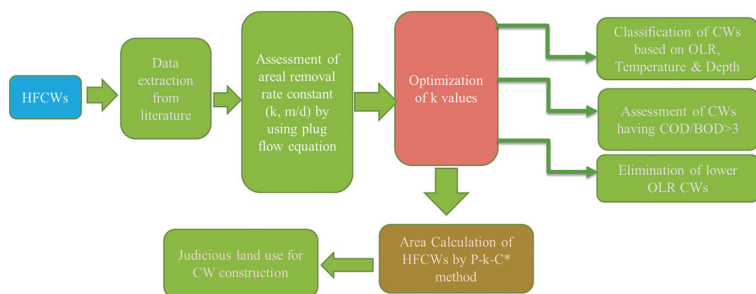 HFCWs
Data
extraction
from
literature
Assessment of
areal removal
rate constant
(k, m/d) by
using plug
flow equation
Optimization
of k values
Classification of CWs
based on OLR,
Temperature & Depth
Assessment of CWs
having COD/BOD>3
Elimination of lower
OLR CWs
Area Calculation of
HFCWs by P-k-C*
method
Judicious land use for
CW construction